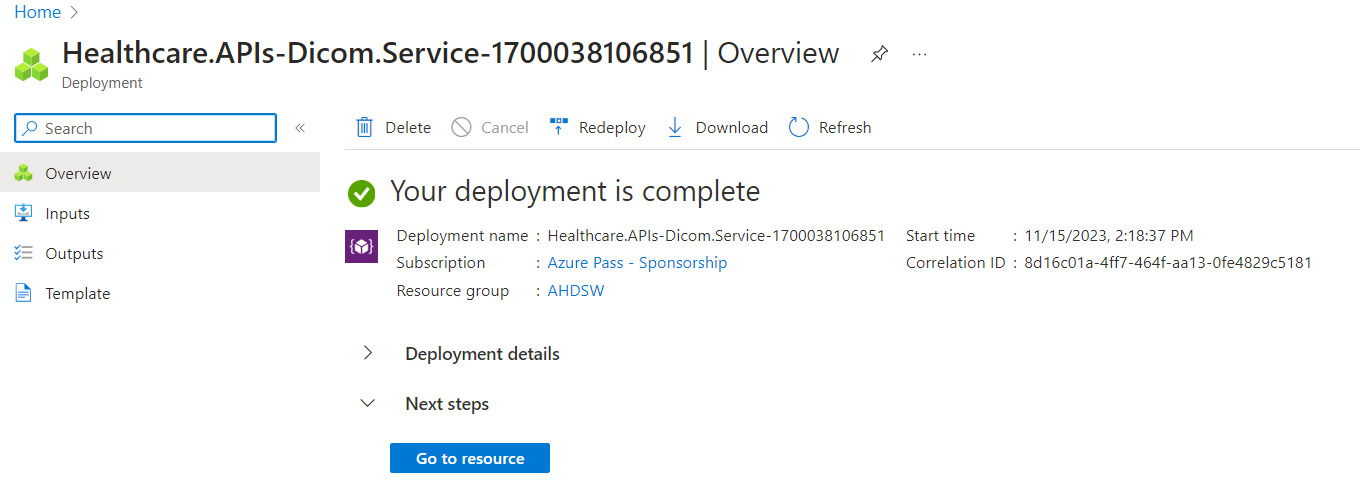 Home
Healthcare.APIs-Dicom.Service-1700038106851 | Overview
Deployment
Search
Overview
Inputs
Outputs
Template
Delete Cancel Redeploy Download Refresh
Your deployment is complete
Deployment name : Healthcare.APIs-Dicom.Service-1700038106851 Start time : 11/15/2023, 2:18:37 PM
Subscription : Azure Pass - Sponsorship Correlation ID : 8d16c01a-4ff7-464f-aa13-0fe4829c5181
Resource group : AHDSW
Deployment details
Next steps
Go to resource